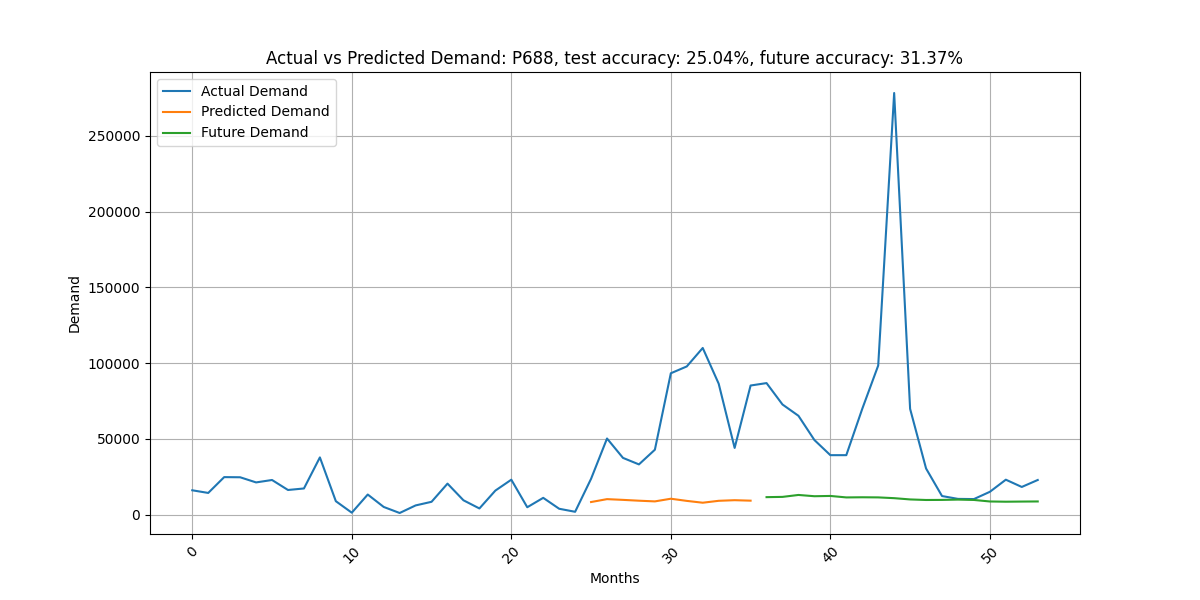 Actual vs Predicted Demand: P688, test accuracy: 25.04%, future accuracy: 31.37%
Actual Demand
Predicted Demand
Future Demand
250000
200000
150000
100000
50000
0
Demand
0 10 20 30 40 50
Months